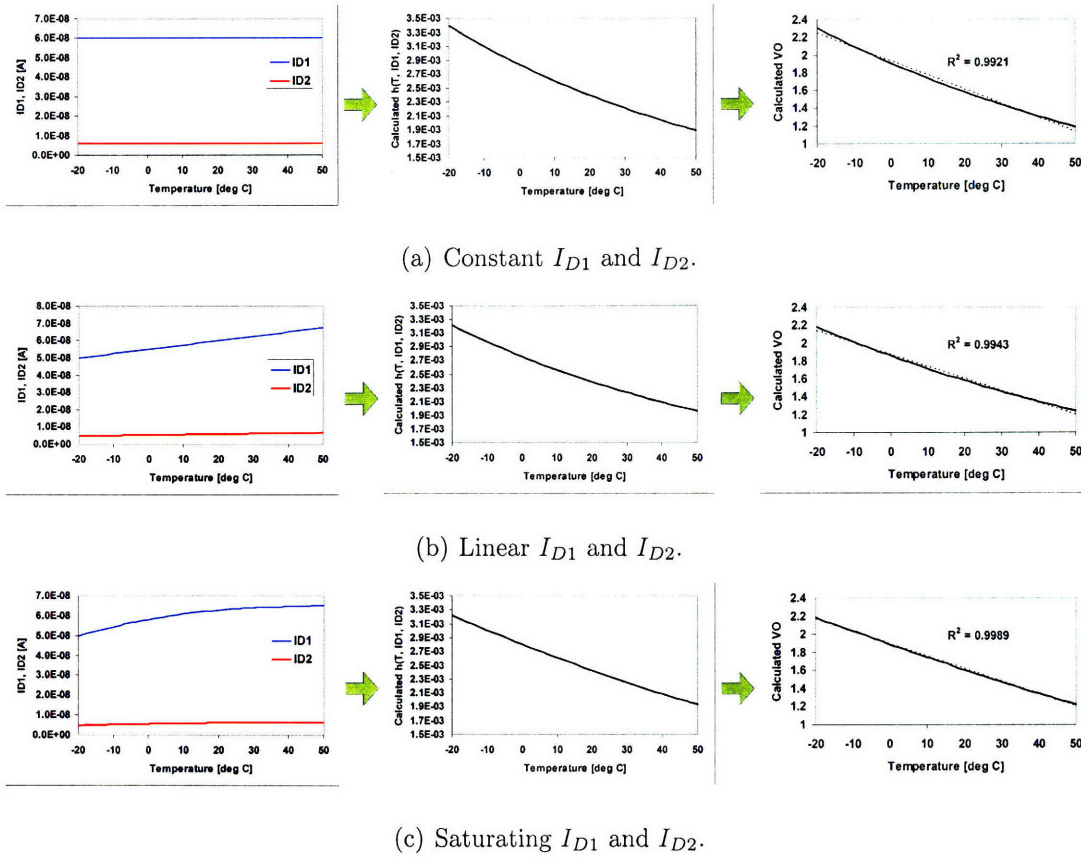 ID1, ID2 [A]
7.0E-08
6.0E-08
5.0E-08
4.0E-08
3.0E-08
2.0E-08
1.0E-08
0.0E+00
ID1
ID2
-20 -10 0 10 20 30 40 50
Temperature [deg C]
Calculated h(T, ID1, ID2)
3.5E-03
3.3E-03
3.1E-03
2.9E-03
2.7E-03
2.5E-03
2.3E-03
2.1E-03
1.9E-03
1.7E-03
1.5E-03
-20 -10 0 10 20 30 40 50
Temperature [deg C]
Calculated VO
2.4
2.2
2
1.8
1.6
1.4
1.2
1
R² = 0.9921
-20 -10 0 10 20 30 40 50
Temperature [deg C]
(a) Constant I_{D1} and I_{D2}.
ID1, ID2 [A]
8.0E-08
7.0E-08
6.0E-08
5.0E-08
4.0E-08
3.0E-08
2.0E-08
1.0E-08
0.0E+00
ID1
ID2
-20 -10 0 10 20 30 40 50
Temperature [deg C]
Calculated h(T, ID1, ID2)
3.5E-03
3.3E-03
3.1E-03
2.9E-03
2.7E-03
2.5E-03
2.3E-03
2.1E-03
1.9E-03
1.7E-03
1.5E-03
-20 -10 0 10 20 30 40 50
Temperature [deg C]
Calculated VO
2.4
2.2
2
1.8
1.6
1.4
1.2
1
R² = 0.9943
-20 -10 0 10 20 30 40 50
Temperature [deg C]
(b) Linear I_{D1} and I_{D2}.
ID1, ID2 [A]
7.0E-08
6.0E-08
5.0E-08
4.0E-08
3.0E-08
2.0E-08
1.0E-08
0.0E+00
ID1
ID2
-20 -10 0 10 20 30 40 50
Temperature [deg C]
Calculated h(T, ID1, ID2)
3.5E-03
3.3E-03
3.1E-03
2.9E-03
2.7E-03
2.5E-03
2.3E-03
2.1E-03
1.9E-03
1.7E-03
1.5E-03
-20 -10 0 10 20 30 40 50
Temperature [deg C]
Calculated VO
2.4
2.2
2
1.8
1.6
1.4
1.2
1
R² = 0.9989
-20 -10 0 10 20 30 40 50
Temperature [deg C]
(c) Saturating I_{D1} and I_{D2}.